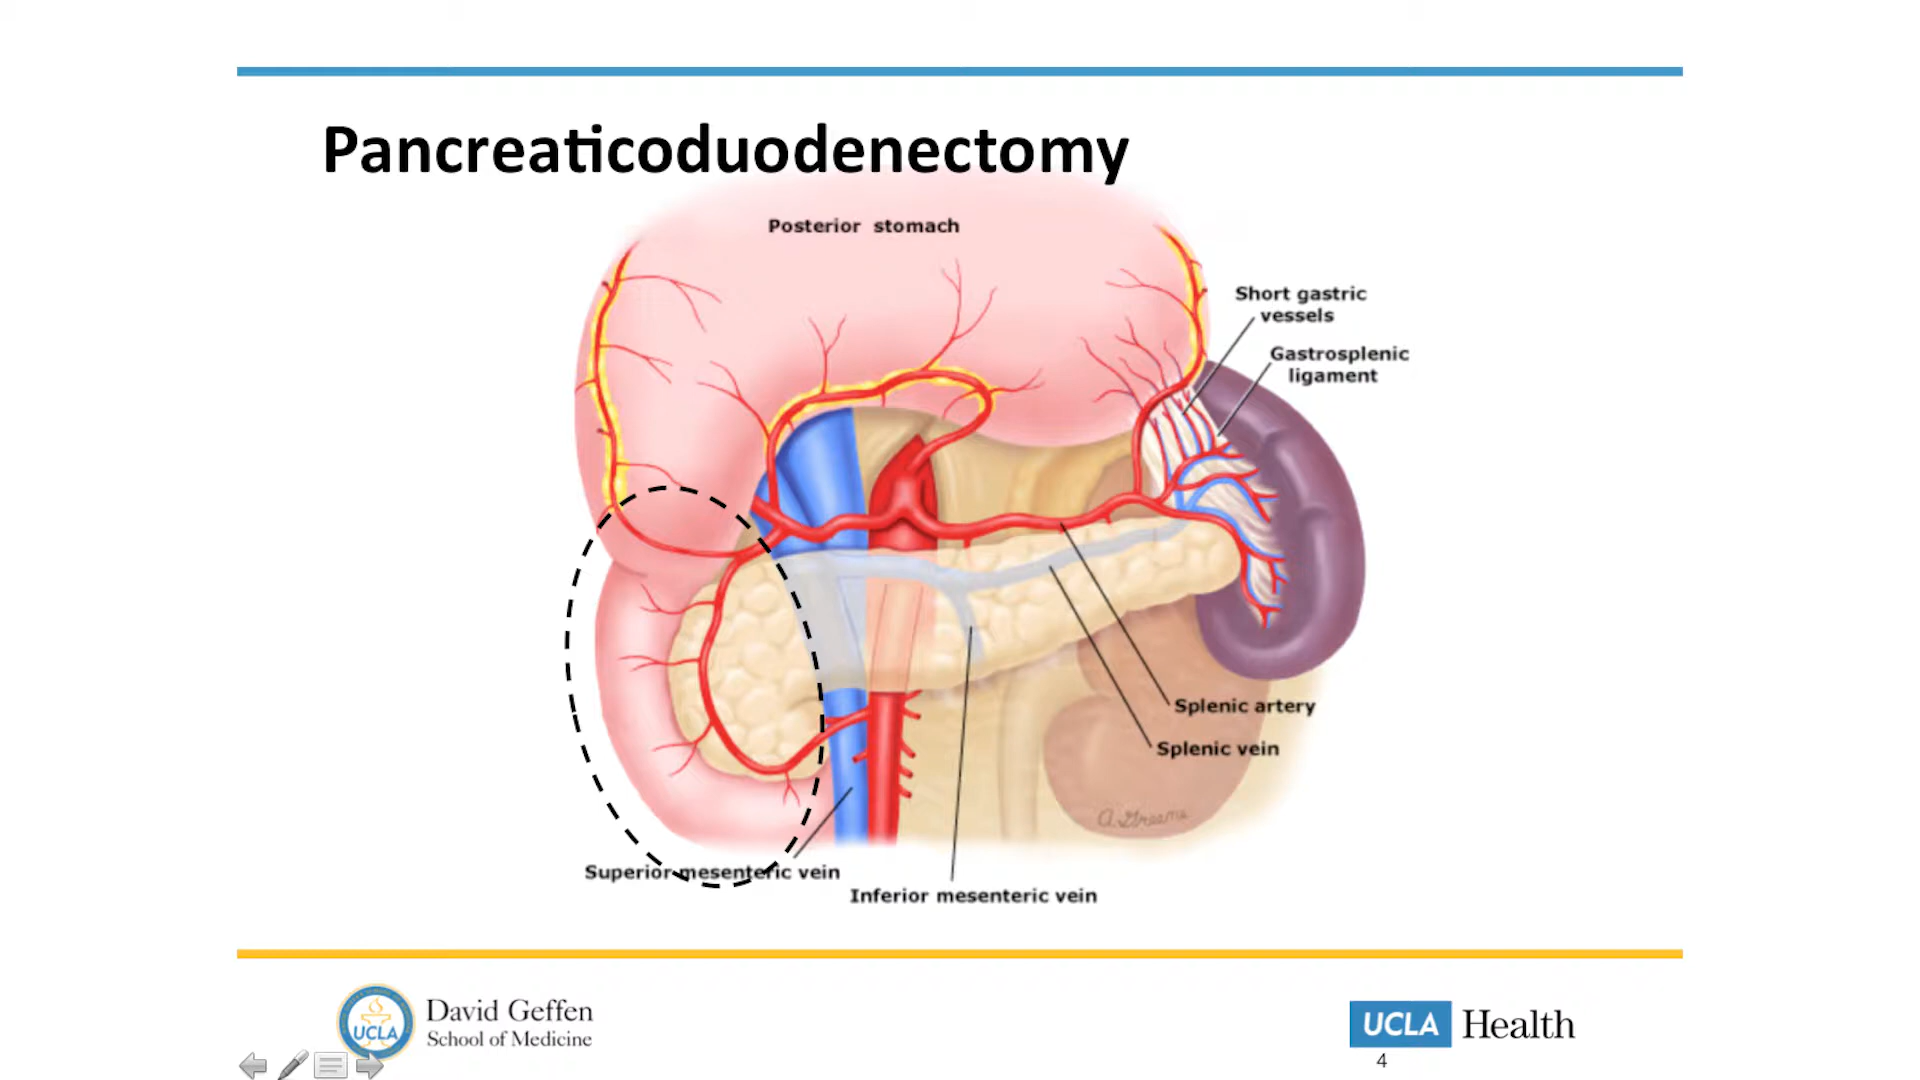 Pancreaticoduodenectomy
Posterior stomach
Short gastric
vessels
Gastrosplenic
ligament
Splenic artery
Splenic vein
A. Greene
Superior mesenteric vein
Inferior mesenteric vein
UCLA
David Geffen
School of Medicine
UCLA Health
4